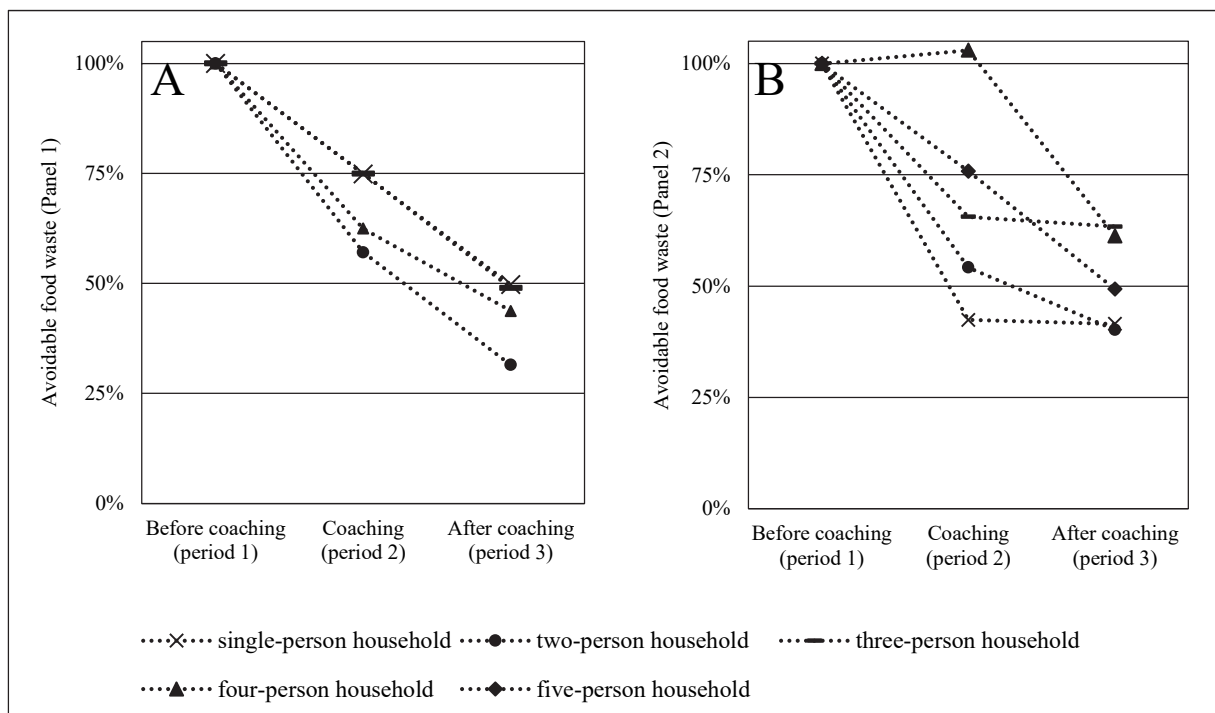 A
Avoidable food waste (Panel 1)
100%
75%
50%
25%
0%
Before coaching
(period 1)
Coaching
(period 2)
After coaching
(period 3)
B
Avoidable food waste (Panel 2)
100%
75%
50%
25%
0%
Before coaching
(period 1)
Coaching
(period 2)
After coaching
(period 3)
single-person household
two-person household
three-person household
four-person household
five-person household